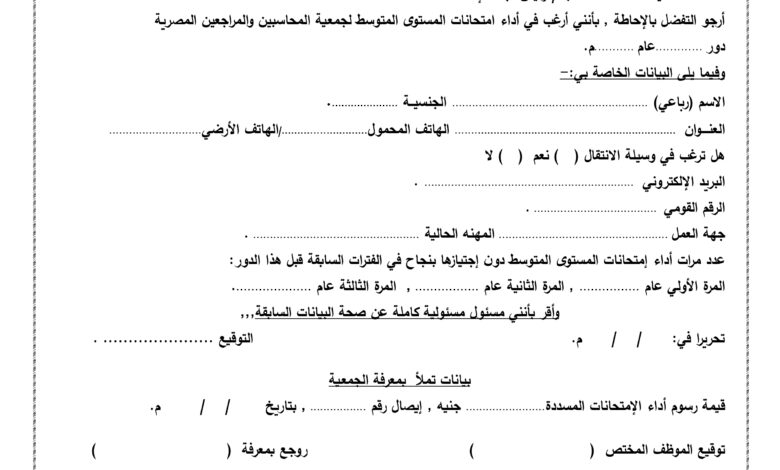 أرجو التفضل بالإحاطة , بأنني أرغب في أداء امتحانات المستوى المتوسط لجمعية المحاسبين والمراجعين المصرية
دور .............عام ...........م.
وفيما يلى البيانات الخاصة بي:-
الاسم (رباعي) ................................................ الجنسيـة .....................
العنــوان ...................................................... الهاتف المحمول...................../الهاتف الأرضي.......................
هل ترغب في وسيلة الانتقال ( ) نعم ( ) لا
البريد الإلكتروني .................................................... .
الرقم القومي .............................. .
جهة العمل .......................................... المهنه الحالية .......................................... .
عدد مرات أداء إمتحانات المستوى المتوسط دون إجتيازها بنجاح في الفترات السابقة قبل هذا الدور:
المرة الأولي عام ............... , المرة الثانية عام ................ , المرة الثالثة عام ....................
وأقر بأنني مسئول مسئولية كاملة عن صحة البيانات السابقة,,,
تحريرا في: / / م. التوقيع ...................... .
بيانات تملأ بمعرفة الجمعية
قيمة رسوم أداء الإمتحانات المسددة........................ جنيه , إيصال رقم .............. , بتاريخ / / م.
توقيع الموظف المختص ( ) روجع بمعرفة ( )